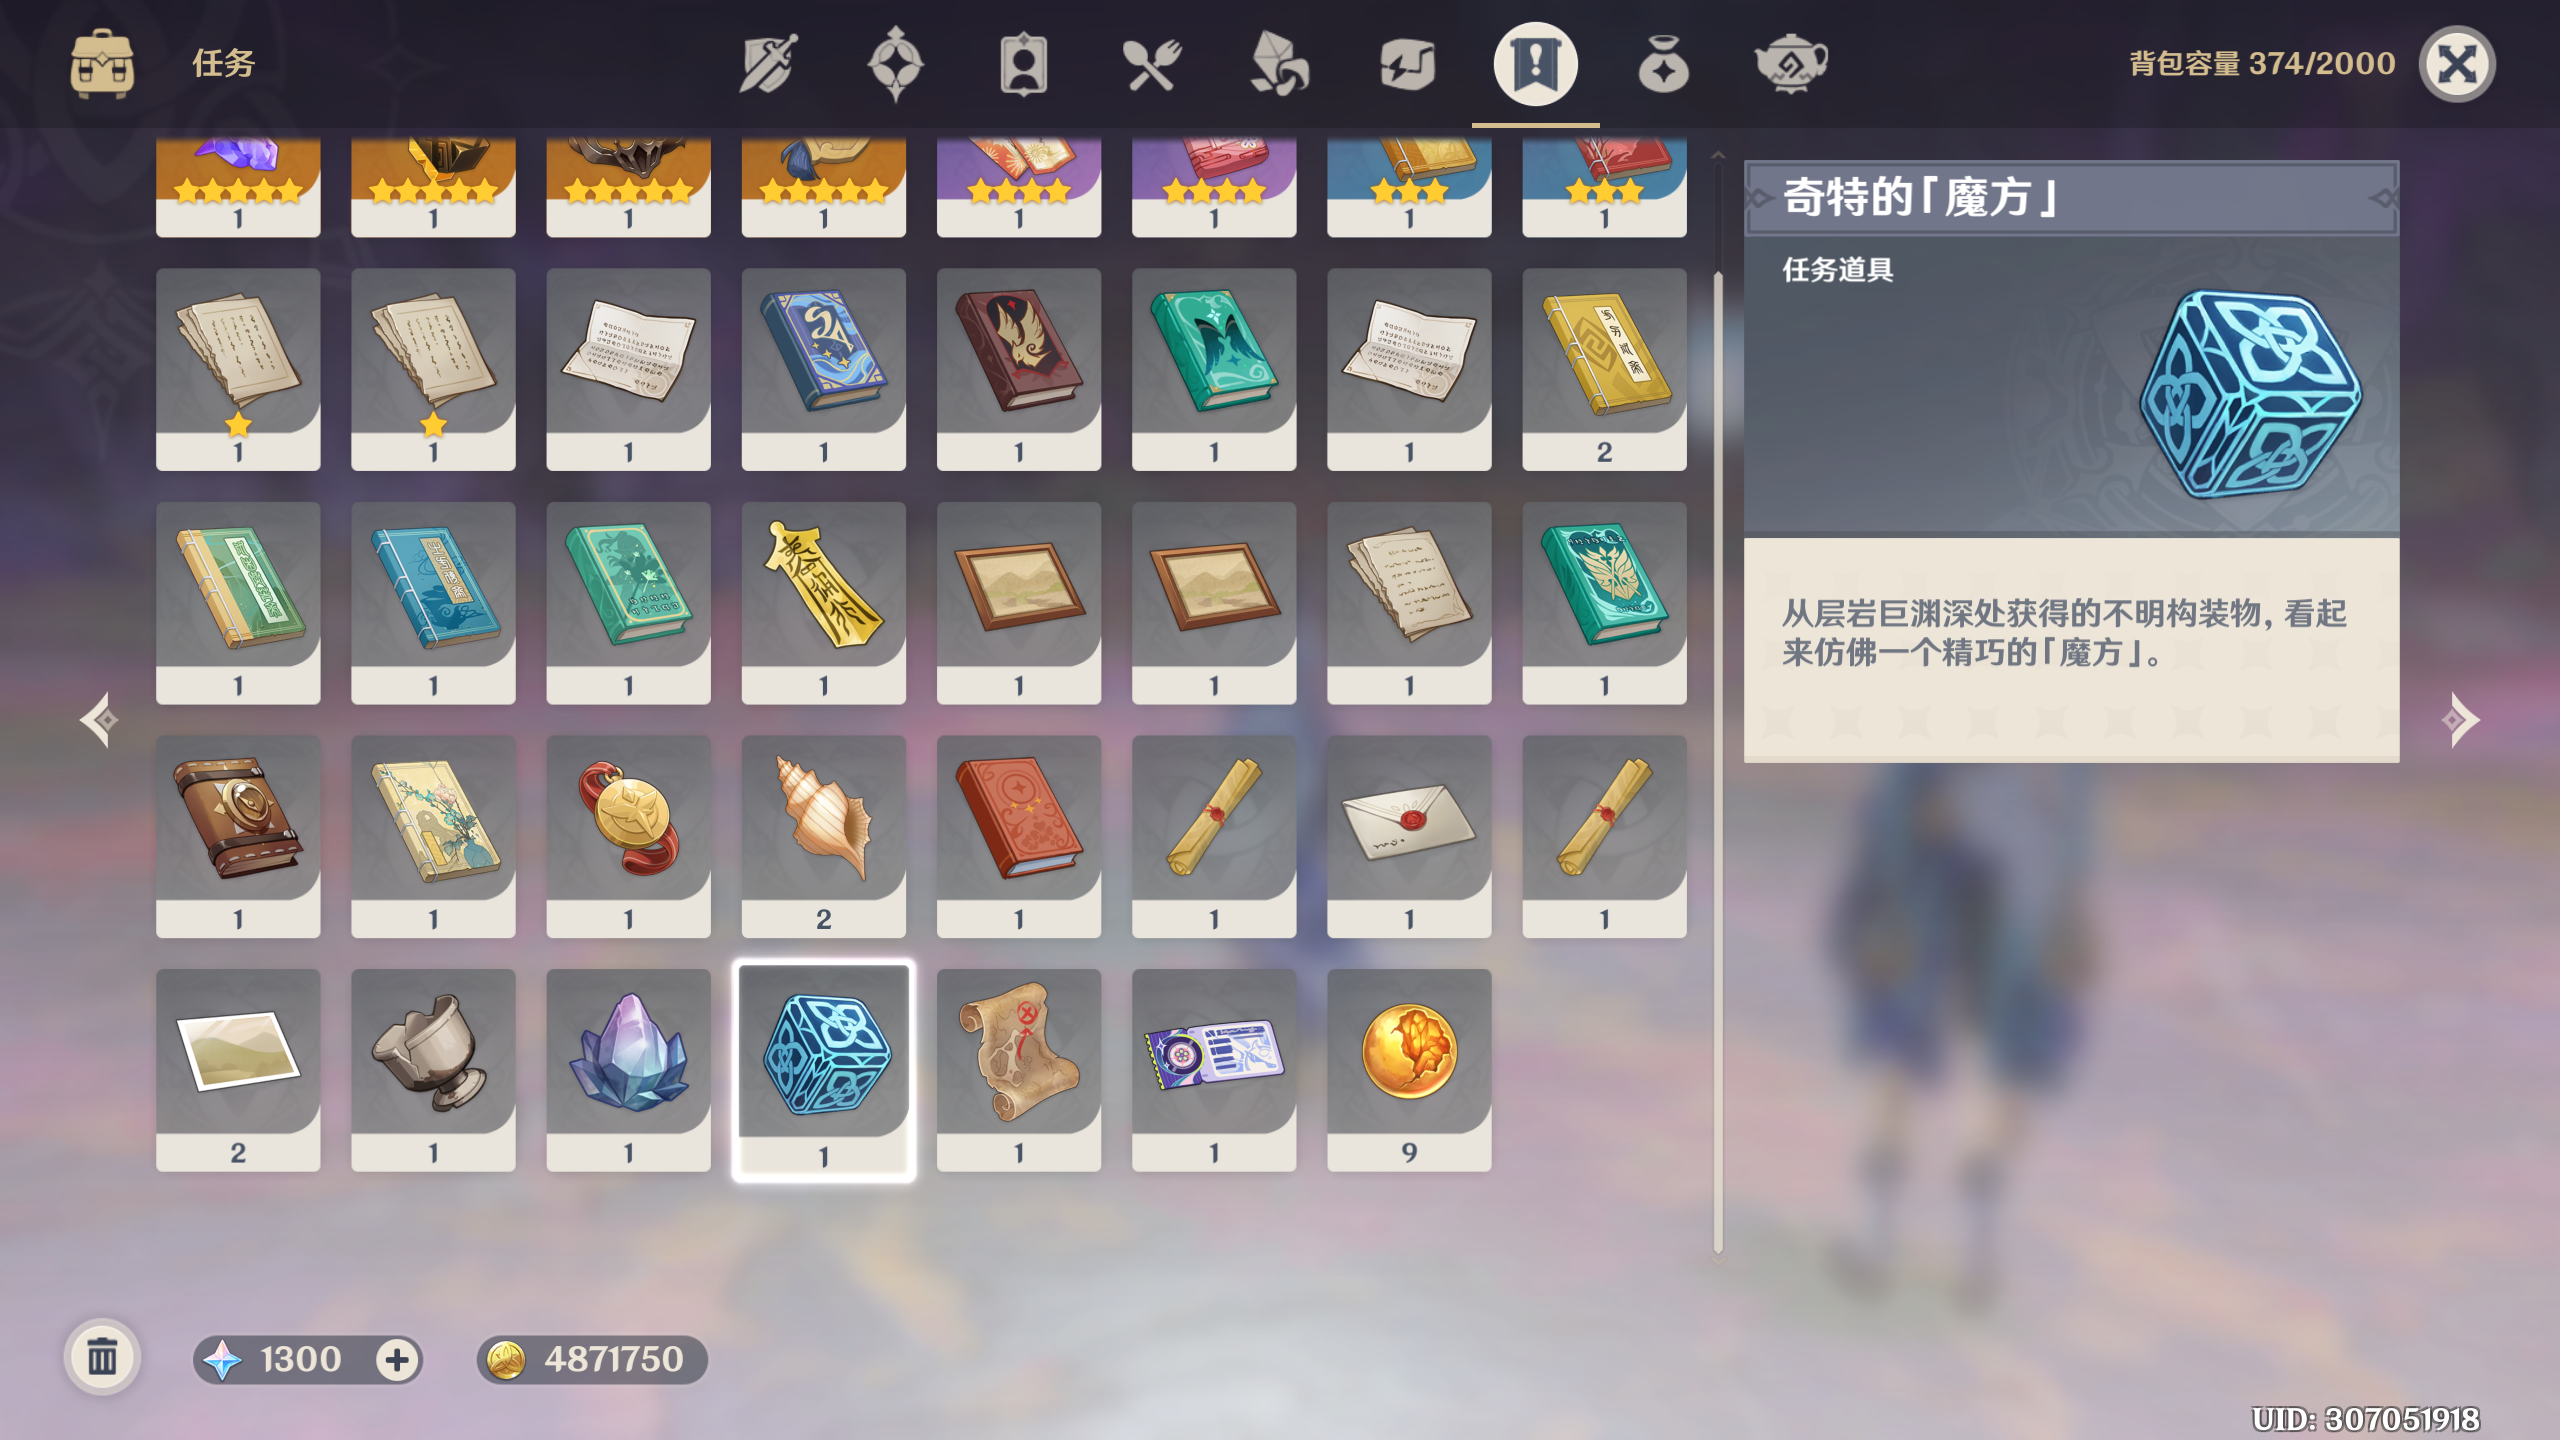 任务
背包容量 374/2000
1 1 1 1 1 1 1 1
1 1 1 1 1 1 1 2
1 1 1 1 1 1 1 1
1 1 1 2 1 1 1 1
2 1 1 1 1 1 9
奇特的「魔方」
任务道具
从层岩巨渊深处获得的不明构装物，看起
来仿佛一个精巧的「魔方」。
1300
4871750
UID: 307051918